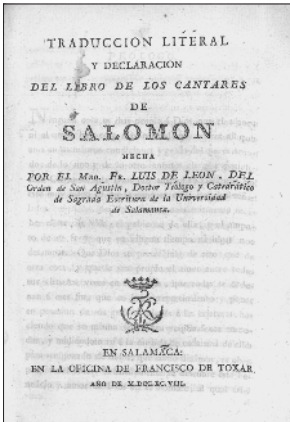 TRADUCCION LITERAL
Y DECLARACION
DEL LIBRO DE LOS CANTARES
DE
SALOMON
HECHA
POR EL Mro. Fr. LUIS DE LEON, DEL
Orden de San Agustin, Doctor Teólogo y Catedrático
de Sagrada Escritura de la Universidad
de Salamanca.
EN SALAMACA:
EN LA OFICINA DE FRANCISCO DE TOXAR,
AÑO DE M.DCC.XC.VIII.